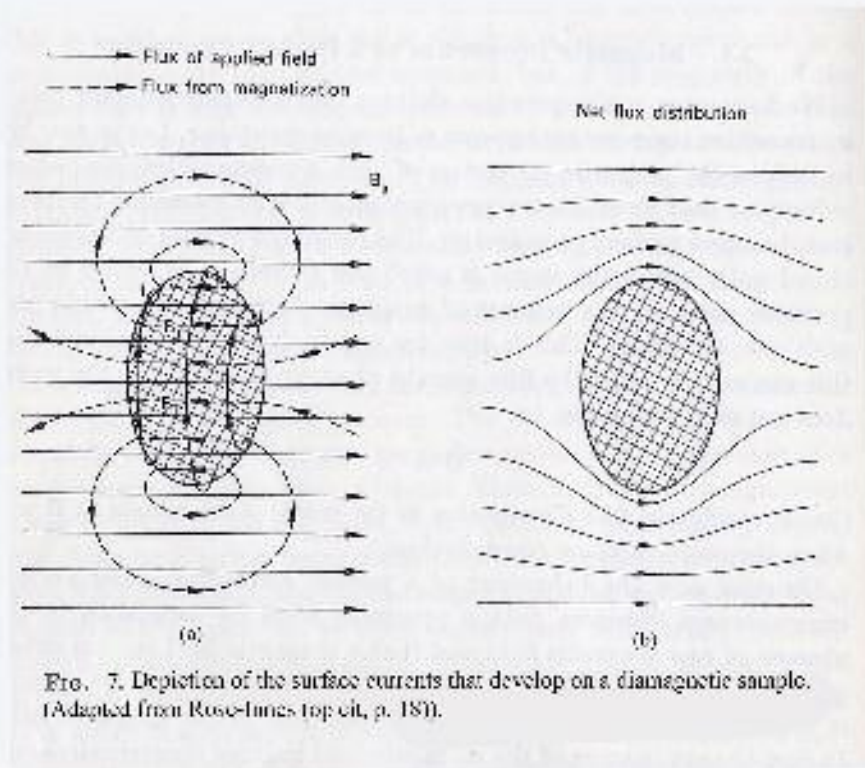 Flux of applied field
Flux from magnetization
Net flux distribution
(a)
(b)
FIG. 7. Depiction of the surface currents that develop on a diamagnetic sample.
(Adapted from Rose-Innes (op cit, p. 18)).